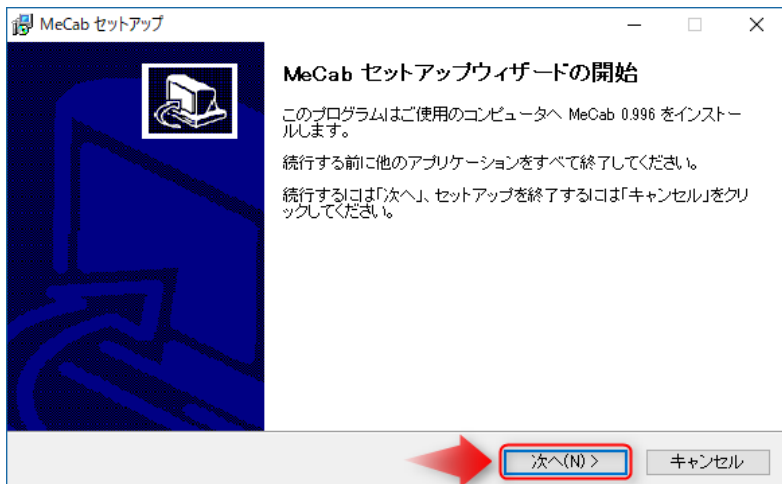 MeCab セットアップ
MeCab セットアップウィザードの開始
このプログラムはご使用のコンピュータへ MeCab 0.996 をインストー
ルします。
続行する前に他のアプリケーションをすべて終了してください。
続行するには「次へ」、セットアップを終了するには「キャンセル」をクリ
ックしてください。
次へ(N) >
キャンセル